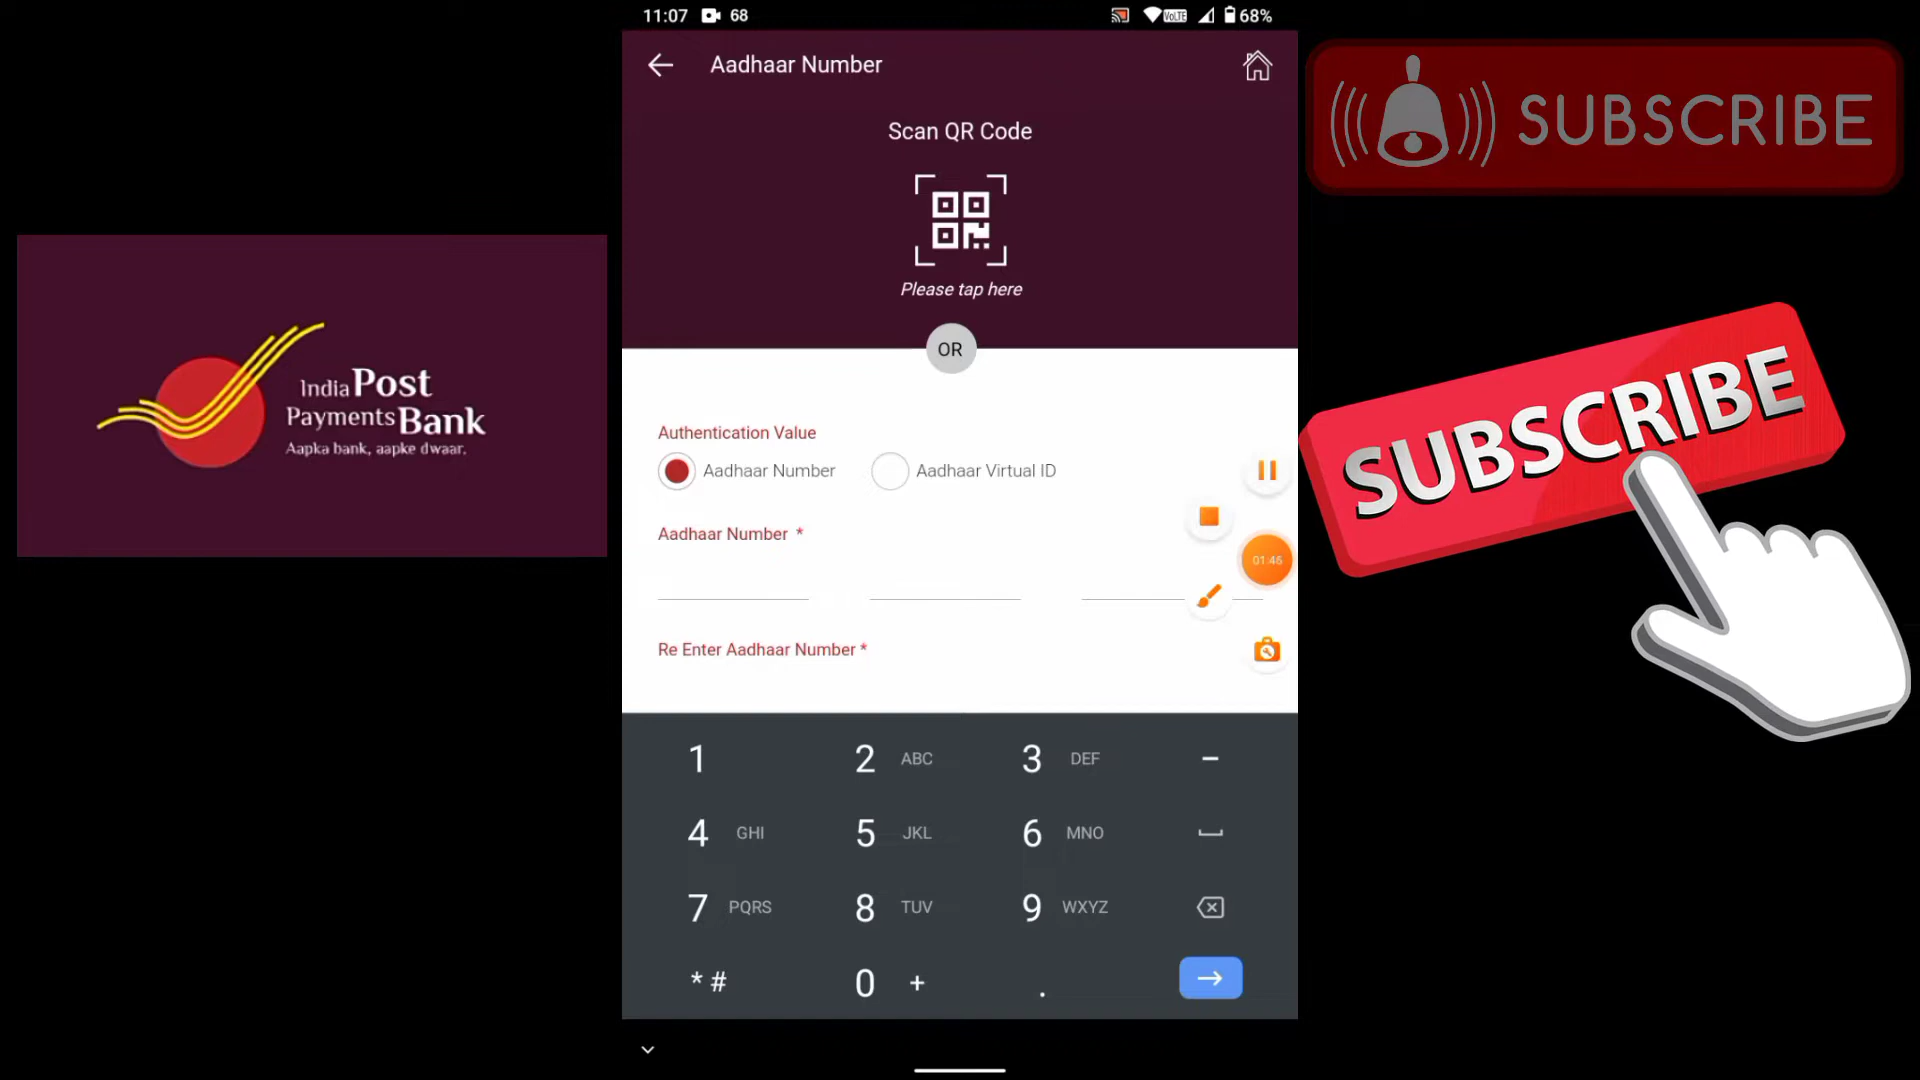 11:07 68 VoLTE 68%
Aadhaar Number
Scan QR Code
Please tap here
OR
Authentication Value
Aadhaar Number Aadhaar Virtual ID
Aadhaar Number *
01:46
Re Enter Aadhaar Number *
1 2 ABC 3 DEF -
4 GHI 5 JKL 6 MNO
7 PQRS 8 TUV 9 WXYZ
* # 0 + .
India Post
Payments Bank
Aapka bank, aapke dwaar.
SUBSCRIBE
SUBSCRIBE